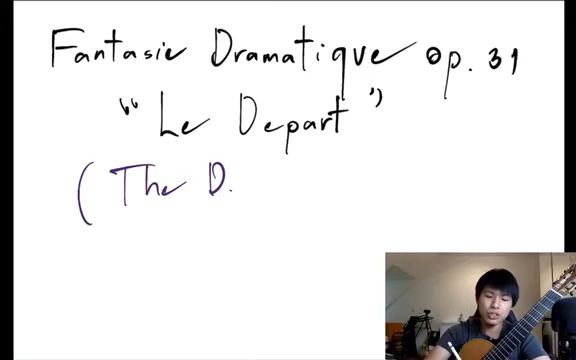 Fantasie Dramatique Op. 31
"Le Depart"
(The D.